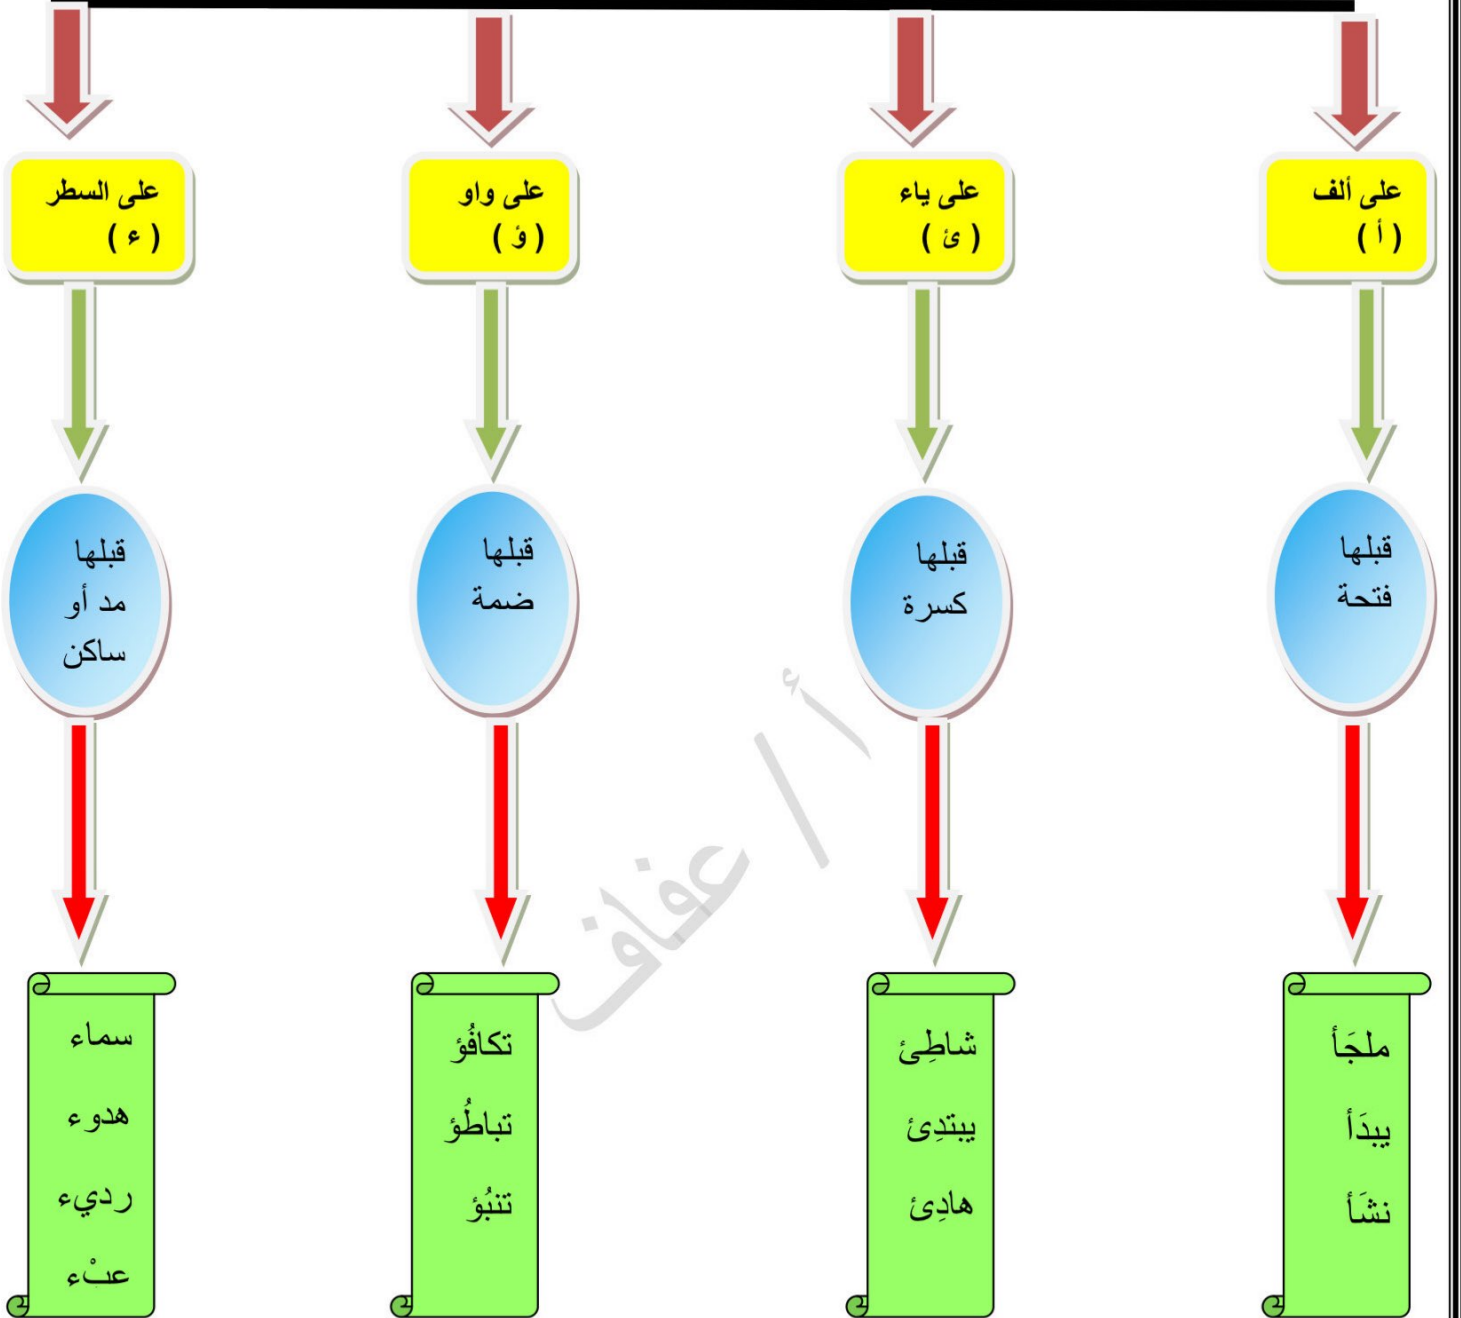 على ألف
( أ )
على ياء
( ئ )
على واو
( ؤ )
على السطر
( ء )
قبلها
فتحة
قبلها
كسرة
قبلها
ضمة
قبلها
مد أو
ساكن
أ / عفاف
ملجَأ
يبدَأ
نشَأ
شاطِئ
يبتدِئ
هادِئ
تكافُؤ
تباطُؤ
تنبُؤ
سماء
هدوء
رديء
عبْء